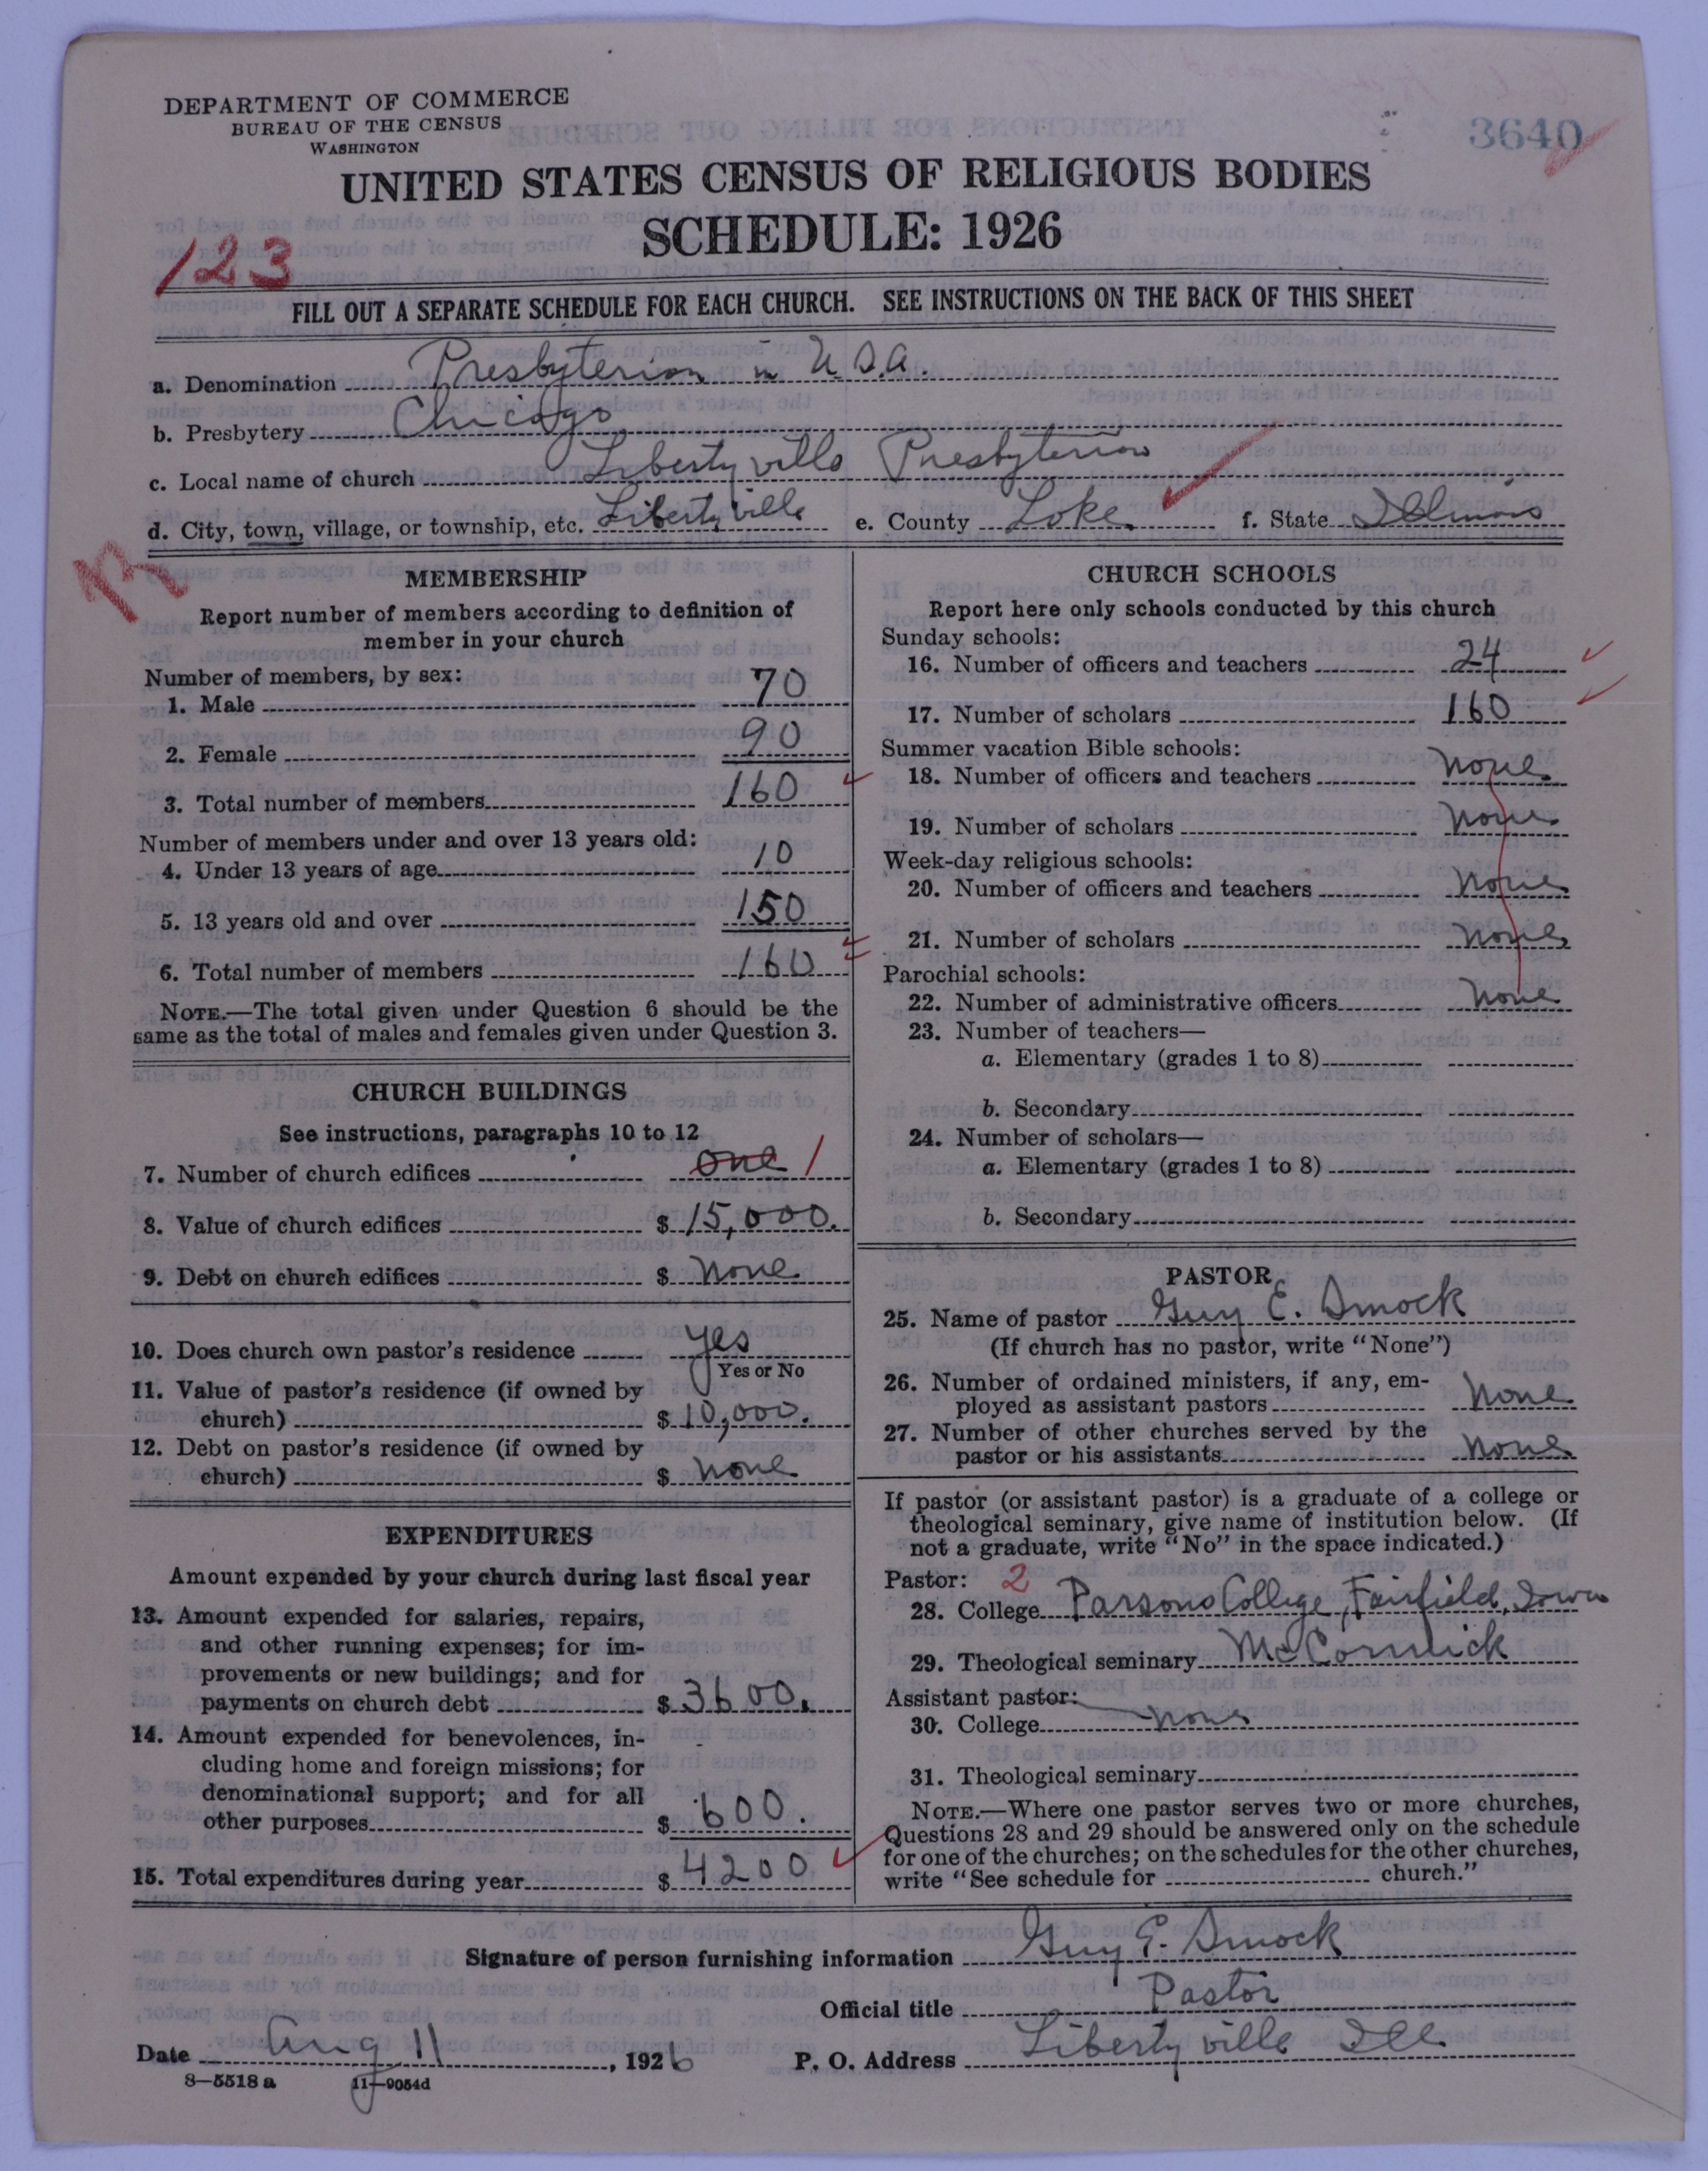 DEPARTMENT OF COMMERCE
BUREAU OF THE CENSUS
WASHINGTON
3640
UNITED STATES CENSUS OF RELIGIOUS BODIES
SCHEDULE: 1926
123
FILL OUT A SEPARATE SCHEDULE FOR EACH CHURCH. SEE INSTRUCTIONS ON THE BACK OF THIS SHEET
a. Denomination Presbyterian in U.S.A.
b. Presbytery Chicago
c. Local name of church Libertyville Presbyterian
d. City, town, village, or township, etc. Libertyville e. County Lake f. State Illinois
MEMBERSHIP
Report number of members according to definition of
member in your church
Number of members, by sex:
1. Male 70
2. Female 90
3. Total number of members 160
Number of members under and over 13 years old:
4. Under 13 years of age 10
5. 13 years old and over 150
6. Total number of members 160
NOTE.—The total given under Question 6 should be the
same as the total of males and females given under Question 3.
CHURCH BUILDINGS
See instructions, paragraphs 10 to 12
7. Number of church edifices one 1
8. Value of church edifices $ 15,000.
9. Debt on church edifices $ none
10. Does church own pastor's residence yes
Yes or No
11. Value of pastor's residence (if owned by
church) $ 10,000.
12. Debt on pastor's residence (if owned by
church) $ none
EXPENDITURES
Amount expended by your church during last fiscal year
13. Amount expended for salaries, repairs,
and other running expenses; for im-
provements or new buildings; and for
payments on church debt $ 3600.
14. Amount expended for benevolences, in-
cluding home and foreign missions; for
denominational support; and for all
other purposes $ 600.
15. Total expenditures during year $ 4200
CHURCH SCHOOLS
Report here only schools conducted by this church
Sunday schools:
16. Number of officers and teachers 24
17. Number of scholars 160
Summer vacation Bible schools:
18. Number of officers and teachers None
19. Number of scholars None
Week-day religious schools:
20. Number of officers and teachers None
21. Number of scholars None
Parochial schools:
22. Number of administrative officers None
23. Number of teachers—
a. Elementary (grades 1 to 8)
b. Secondary
24. Number of scholars—
a. Elementary (grades 1 to 8)
b. Secondary
PASTOR
25. Name of pastor Guy E. Smock
(If church has no pastor, write "None")
26. Number of ordained ministers, if any, em-
ployed as assistant pastors None
27. Number of other churches served by the
pastor or his assistants None
If pastor (or assistant pastor) is a graduate of a college or
theological seminary, give name of institution below. (If
not a graduate, write "No" in the space indicated.)
Pastor: 2
28. College Parsons College, Fairfield, Iowa
29. Theological seminary McCormick
Assistant pastor:
30. College None
31. Theological seminary
NOTE.—Where one pastor serves two or more churches,
Questions 28 and 29 should be answered only on the schedule
for one of the churches; on the schedules for the other churches,
write "See schedule for church."
Signature of person furnishing information Guy E. Smock
Official title Pastor
Date Aug 11, 1926 P. O. Address Libertyville Ill.
8—5518 a 11—9054d